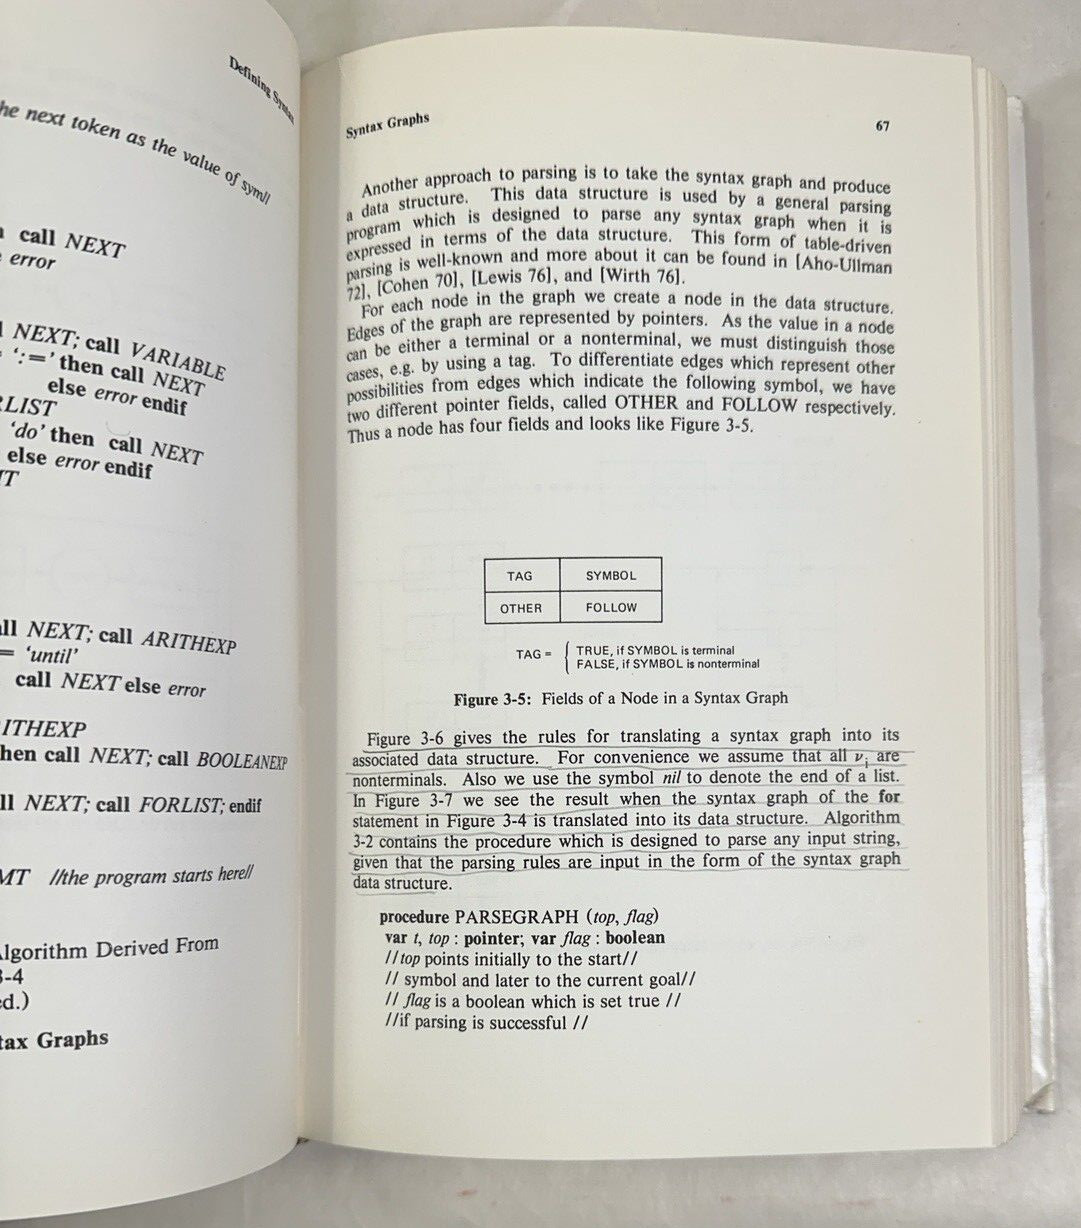 Defining Syntax
he next token as the value of sym//
call NEXT
error
NEXT; call VARIABLE
':=' then call NEXT
else error endif
LIST
'do' then call NEXT
else error endif
ll NEXT; call ARITHEXP
= 'until'
call NEXT else error
ITHEXP
hen call NEXT; call BOOLEANEXP
ll NEXT; call FORLIST; endif
MT //the program starts here//
lgorithm Derived From
3-4
ed.)
tax Graphs
Syntax Graphs 67
Another approach to parsing is to take the syntax graph and produce
a data structure. This data structure is used by a general parsing
program which is designed to parse any syntax graph when it is
expressed in terms of the data structure. This form of table-driven
parsing is well-known and more about it can be found in [Aho-Ullman
72], [Cohen 70], [Lewis 76], and [Wirth 76].
For each node in the graph we create a node in the data structure.
Edges of the graph are represented by pointers. As the value in a node
can be either a terminal or a nonterminal, we must distinguish those
cases, e.g. by using a tag. To differentiate edges which represent other
possibilities from edges which indicate the following symbol, we have
two different pointer fields, called OTHER and FOLLOW respectively.
Thus a node has four fields and looks like Figure 3-5.
TAG SYMBOL
OTHER FOLLOW
TAG = { TRUE, if SYMBOL is terminal
FALSE, if SYMBOL is nonterminal
Figure 3-5: Fields of a Node in a Syntax Graph
Figure 3-6 gives the rules for translating a syntax graph into its
associated data structure. For convenience we assume that all νi are
nonterminals. Also we use the symbol nil to denote the end of a list.
In Figure 3-7 we see the result when the syntax graph of the for
statement in Figure 3-4 is translated into its data structure. Algorithm
3-2 contains the procedure which is designed to parse any input string,
given that the parsing rules are input in the form of the syntax graph
data structure.
procedure PARSEGRAPH (top, flag)
var t, top : pointer; var flag : boolean
//top points initially to the start//
// symbol and later to the current goal//
// flag is a boolean which is set true //
//if parsing is successful //